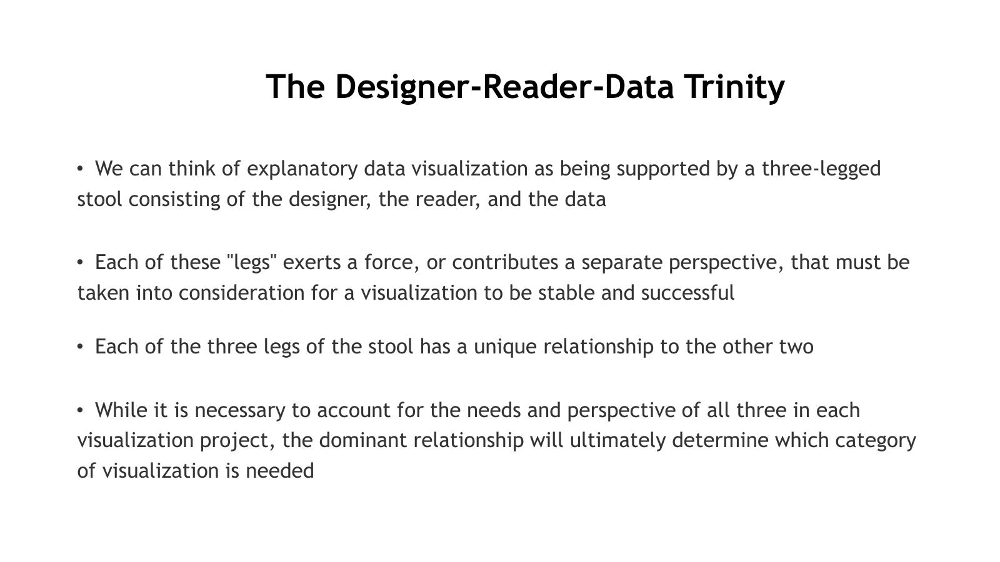 The Designer-Reader-Data Trinity
• We can think of explanatory data visualization as being supported by a three-legged
stool consisting of the designer, the reader, and the data
• Each of these "legs" exerts a force, or contributes a separate perspective, that must be
taken into consideration for a visualization to be stable and successful
• Each of the three legs of the stool has a unique relationship to the other two
• While it is necessary to account for the needs and perspective of all three in each
visualization project, the dominant relationship will ultimately determine which category
of visualization is needed